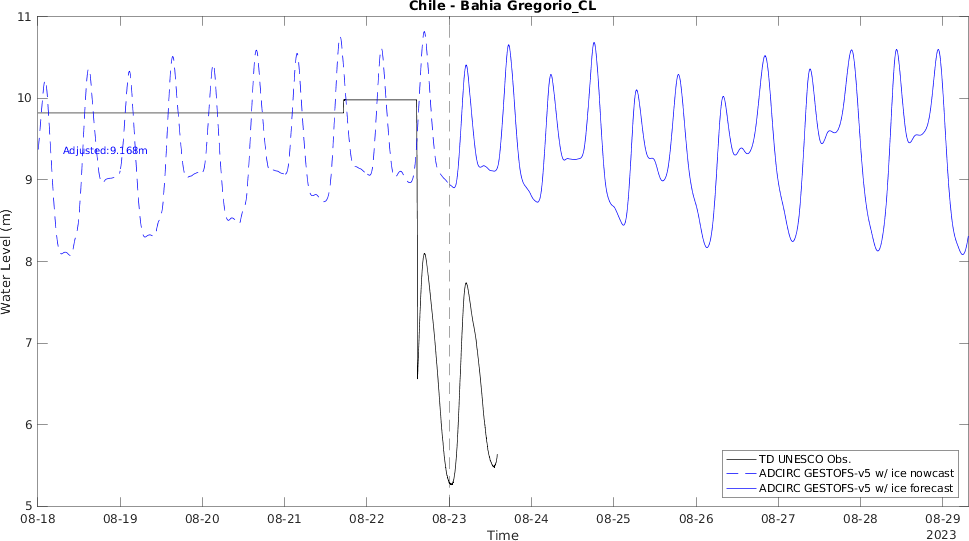 Chile - Bahia Gregorio_CL
11
10
9
8
7
6
5
Water Level (m)
Adjusted:9.168m
TD UNESCO Obs.
ADCIRC GESTOFS-v5 w/ ice nowcast
ADCIRC GESTOFS-v5 w/ ice forecast
08-18 08-19 08-20 08-21 08-22 08-23 08-24 08-25 08-26 08-27 08-28 08-29
2023
Time